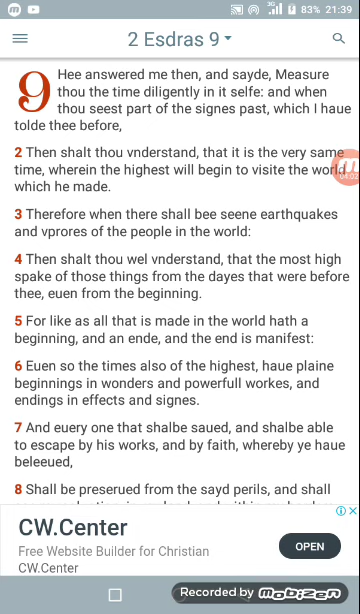 3G 83% 21:39
2 Esdras 9
9 Hee answered me then, and sayde, Measure
thou the time diligently in it selfe: and when
thou seest part of the signes past, which I haue
tolde thee before,
2 Then shalt thou vnderstand, that it is the very same
time, wherein the highest will begin to visite the world
which he made.
04:02
3 Therefore when there shall bee seene earthquakes
and vprores of the people in the world:
4 Then shalt thou wel vnderstand, that the most high
spake of those things from the dayes that were before
thee, euen from the beginning.
5 For like as all that is made in the world hath a
beginning, and an ende, and the end is manifest:
6 Euen so the times also of the highest, haue plaine
beginnings in wonders and powerfull workes, and
endings in effects and signes.
7 And euery one that shalbe saued, and shalbe able
to escape by his works, and by faith, whereby ye haue
beleeued,
8 Shall be preserued from the sayd perils, and shall
CW.Center
Free Website Builder for Christian
CW.Center
OPEN
Recorded by MOBIZEN